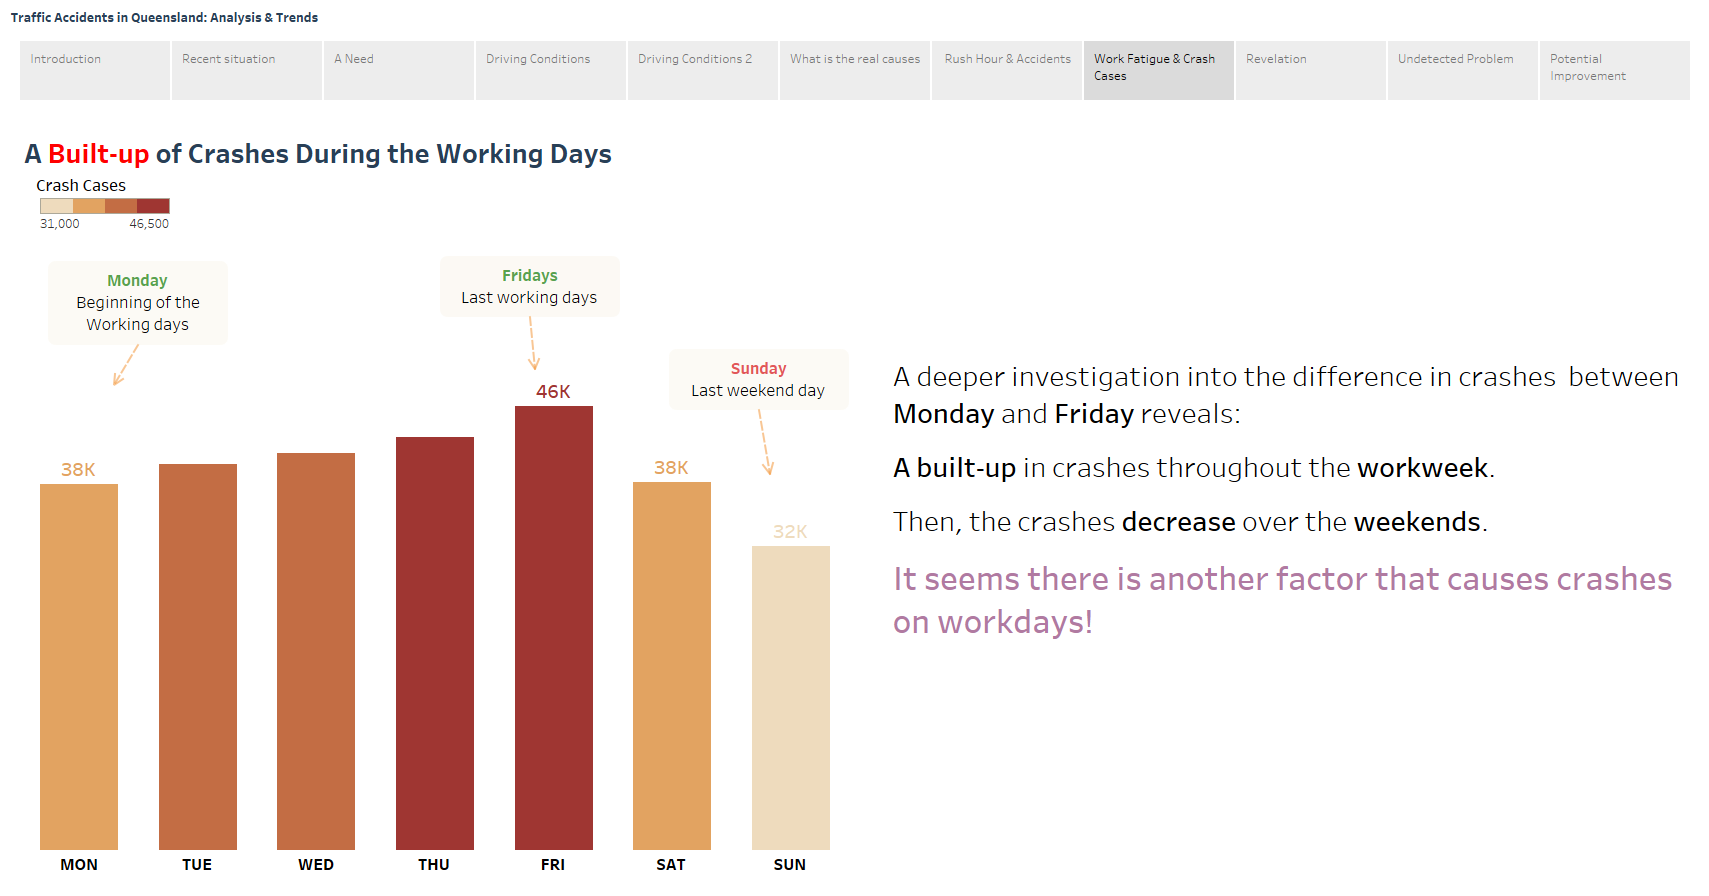 Traffic Accidents in Queensland: Analysis & Trends
Introduction
Recent situation
A Need
Driving Conditions
Driving Conditions 2
What is the real causes
Rush Hour & Accidents
Work Fatigue & Crash
Cases
Revelation
Undetected Problem
Potential
Improvement
A Built-up of Crashes During the Working Days
Crash Cases
31,000
46,500
Monday
Beginning of the
Working days
Fridays
Last working days
Sunday
Last weekend day
38K
46K
38K
32K
MON
TUE
WED
THU
FRI
SAT
SUN
A deeper investigation into the difference in crashes between
Monday and Friday reveals:
A built-up in crashes throughout the workweek.
Then, the crashes decrease over the weekends.
It seems there is another factor that causes crashes
on workdays!